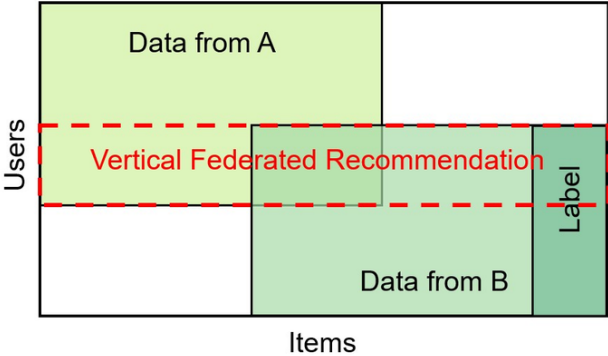 Data from A
Users
Vertical Federated Recommendation
Label
Data from B
Items